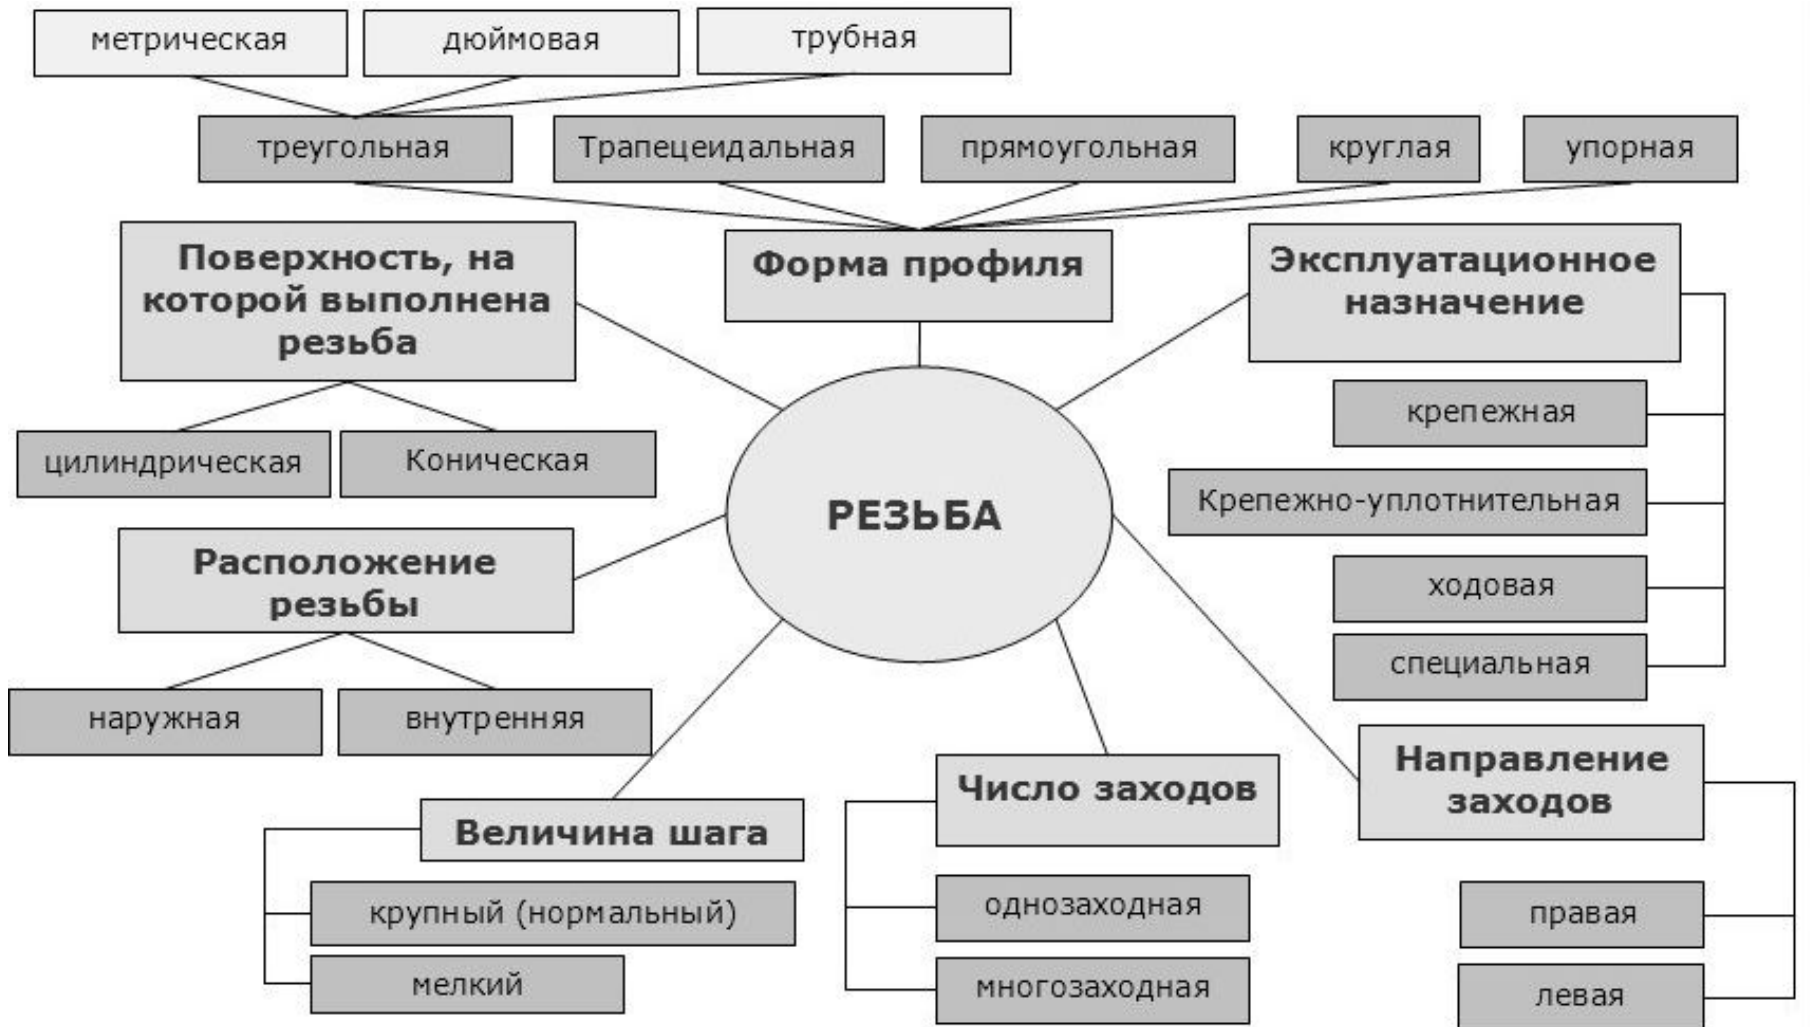 метрическая
дюймовая
трубная
треугольная
Трапецеидальная
прямоугольная
круглая
упорная
Поверхность, на
которой выполнена
резьба
Форма профиля
Эксплуатационное
назначение
цилиндрическая
Коническая
крепежная
Крепежно-уплотнительная
ходовая
специальная
РЕЗЬБА
Расположение
резьбы
наружная
внутренняя
Величина шага
крупный (нормальный)
мелкий
Число заходов
однозаходная
многозаходная
Направление
заходов
правая
левая